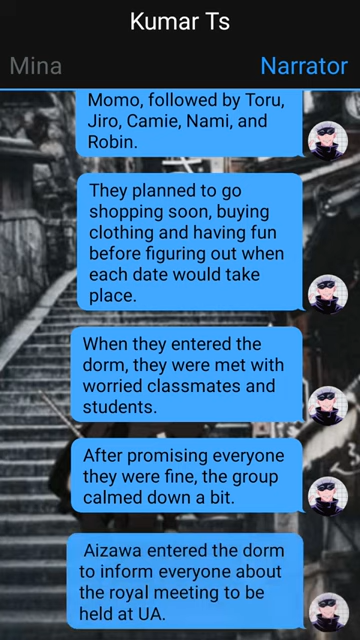 Kumar Ts
Mina
Narrator
Momo, followed by Toru,
Jiro, Camie, Nami, and
Robin.
They planned to go
shopping soon, buying
clothing and having fun
before figuring out when
each date would take
place.
When they entered the
dorm, they were met with
worried classmates and
students.
After promising everyone
they were fine, the group
calmed down a bit.
Aizawa entered the dorm
to inform everyone about
the royal meeting to be
held at UA.